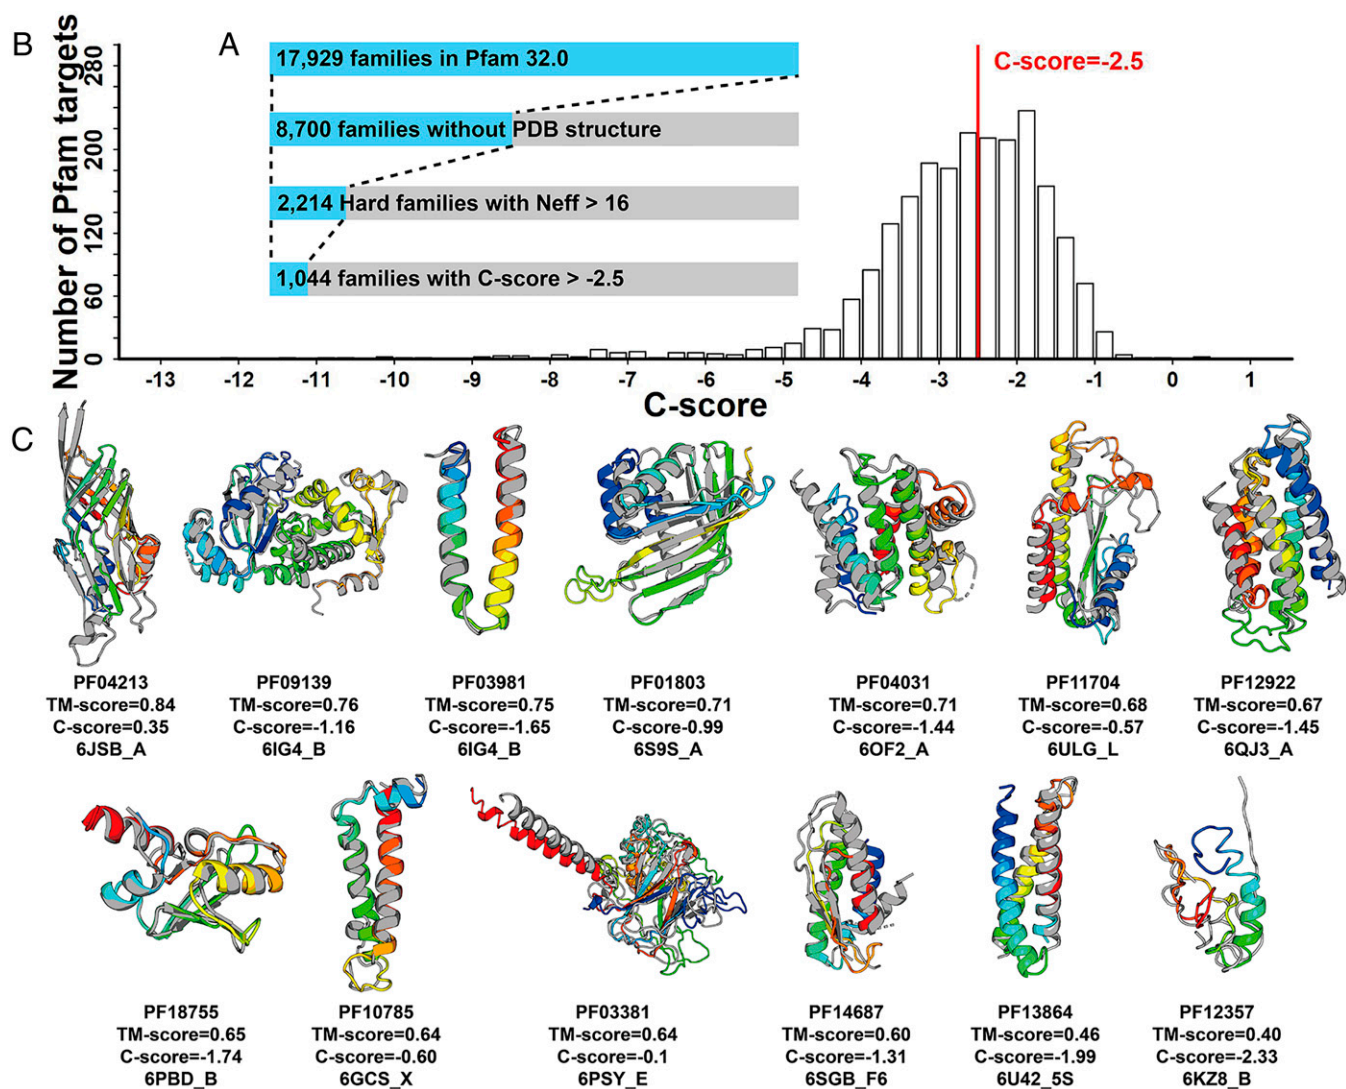 B
A
Number of Pfam targets
280
200
120
60
0
17,929 families in Pfam 32.0
8,700 families without PDB structure
2,214 Hard families with Neff > 16
1,044 families with C-score > -2.5
C-score=-2.5
-13 -12 -11 -10 -9 -8 -7 -6 -5 -4 -3 -2 -1 0 1
C-score
C
PF04213
TM-score=0.84
C-score=0.35
6JSB_A
PF09139
TM-score=0.76
C-score=-1.16
6IG4_B
PF03981
TM-score=0.75
C-score=-1.65
6IG4_B
PF01803
TM-score=0.71
C-score-0.99
6S9S_A
PF04031
TM-score=0.71
C-score=-1.44
6OF2_A
PF11704
TM-score=0.68
C-score=-0.57
6ULG_L
PF12922
TM-score=0.67
C-score=-1.45
6QJ3_A
PF18755
TM-score=0.65
C-score=-1.74
6PBD_B
PF10785
TM-score=0.64
C-score=-0.60
6GCS_X
PF03381
TM-score=0.64
C-score=-0.1
6PSY_E
PF14687
TM-score=0.60
C-score=-1.31
6SGB_F6
PF13864
TM-score=0.46
C-score=-1.99
6U42_5S
PF12357
TM-score=0.40
C-score=-2.33
6KZ8_B